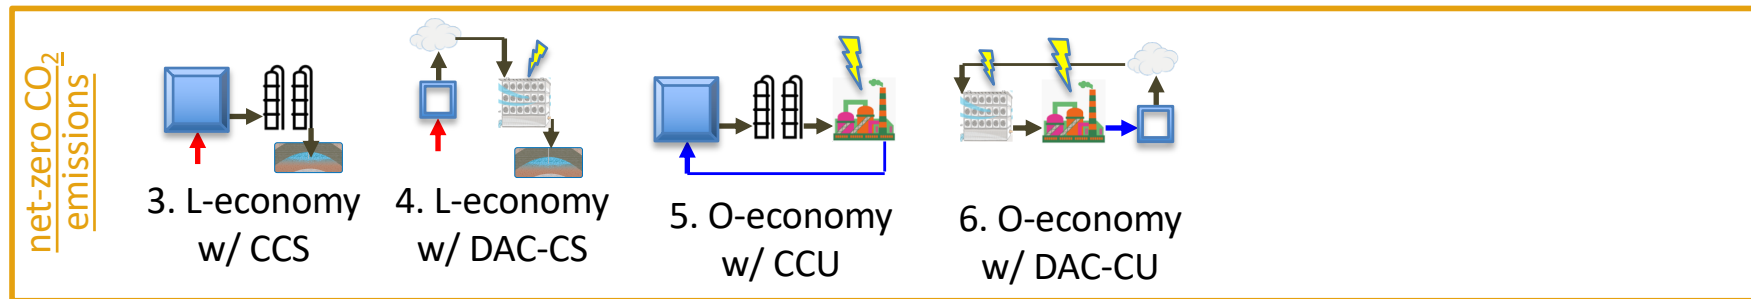 net-zero CO2
emissions
3. L-economy
w/ CCS
4. L-economy
w/ DAC-CS
5. O-economy
w/ CCU
6. O-economy
w/ DAC-CU